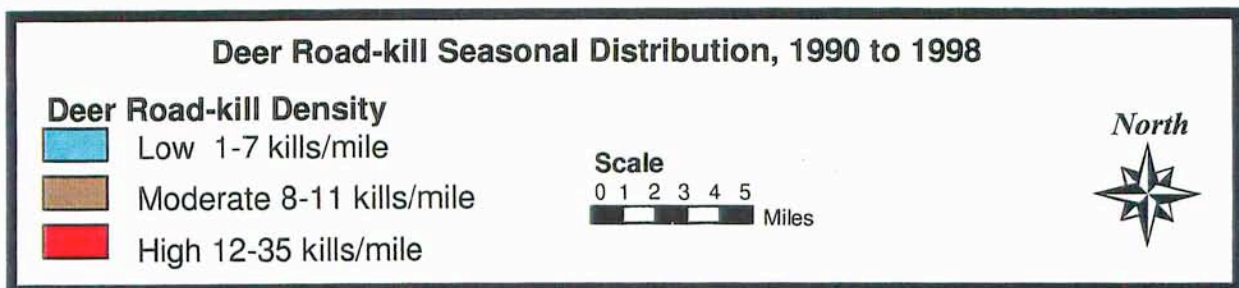 Deer Road-kill Seasonal Distribution, 1990 to 1998
Deer Road-kill Density
Low 1-7 kills/mile
Moderate 8-11 kills/mile
High 12-35 kills/mile
Scale
0 1 2 3 4 5
Miles
North